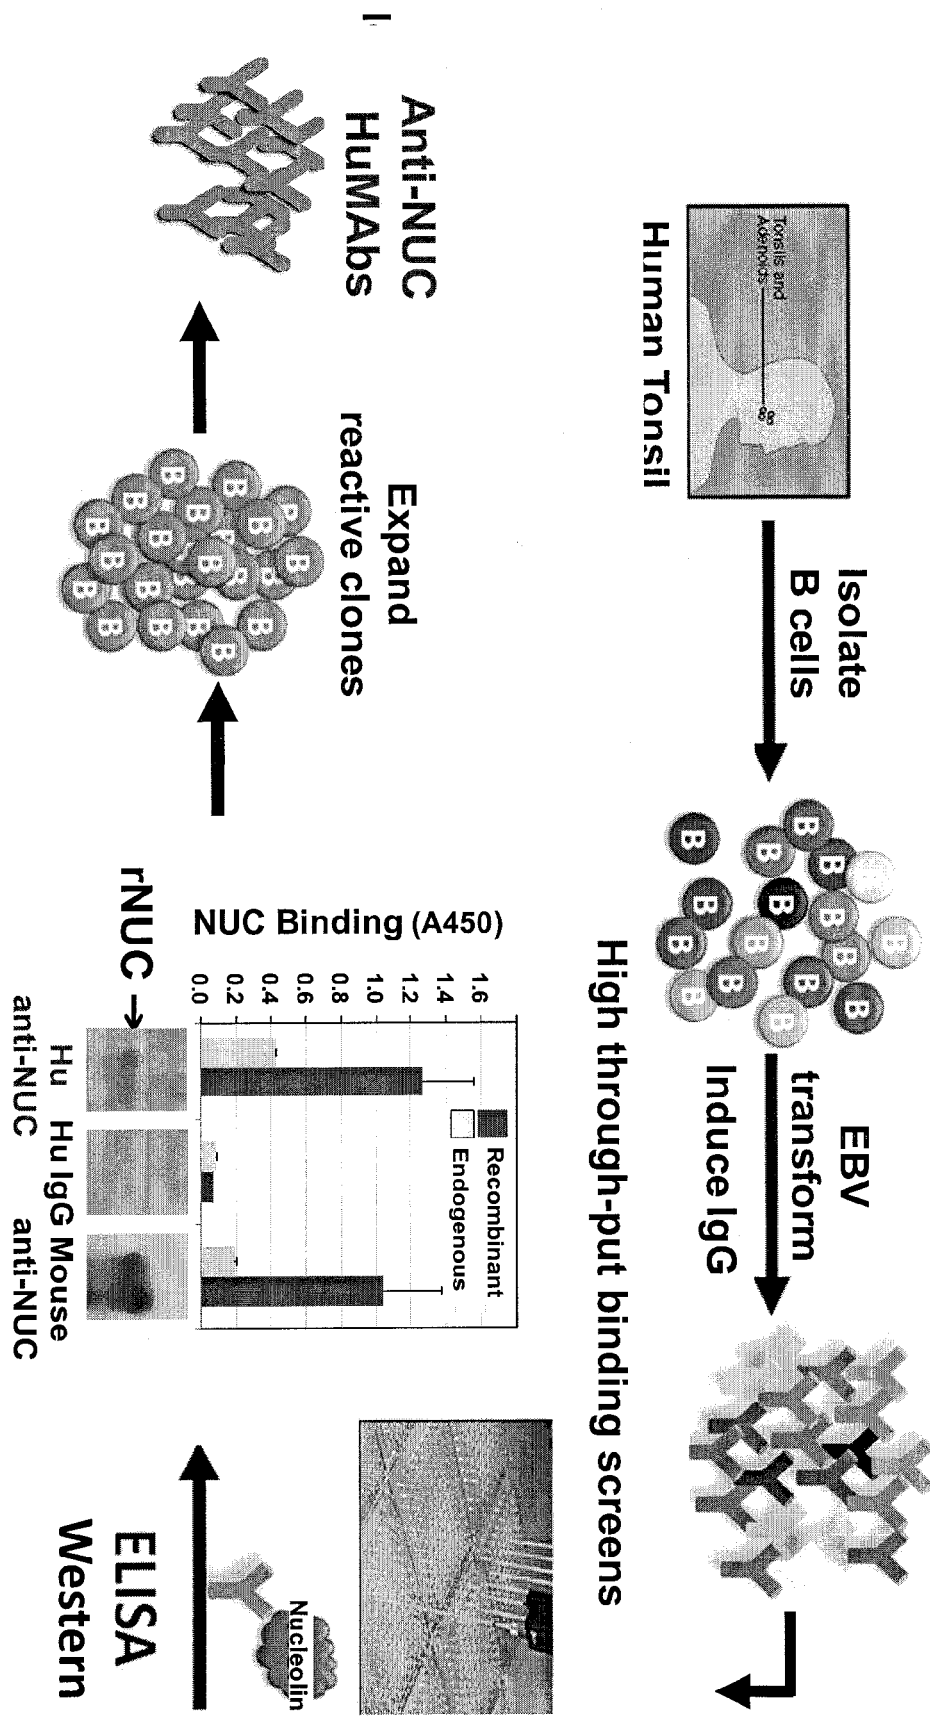 Tonsils and
Adenoids
Human Tonsil
Isolate
B cells
B B B B B B B B B B B B B B B B
EBV
transform
Induce IgG
High through-put binding screens
Nucleolin
ELISA
Western
NUC Binding (A450)
1.6
1.4
1.2
1.0
0.8
0.6
0.4
0.2
0.0
Recombinant
Endogenous
rNUC →
Hu
anti-NUC
Hu IgG
Mouse
anti-NUC
Expand
reactive clones
B B B B B B B B B B B B B B B B B B
Anti-NUC
HuMAbs